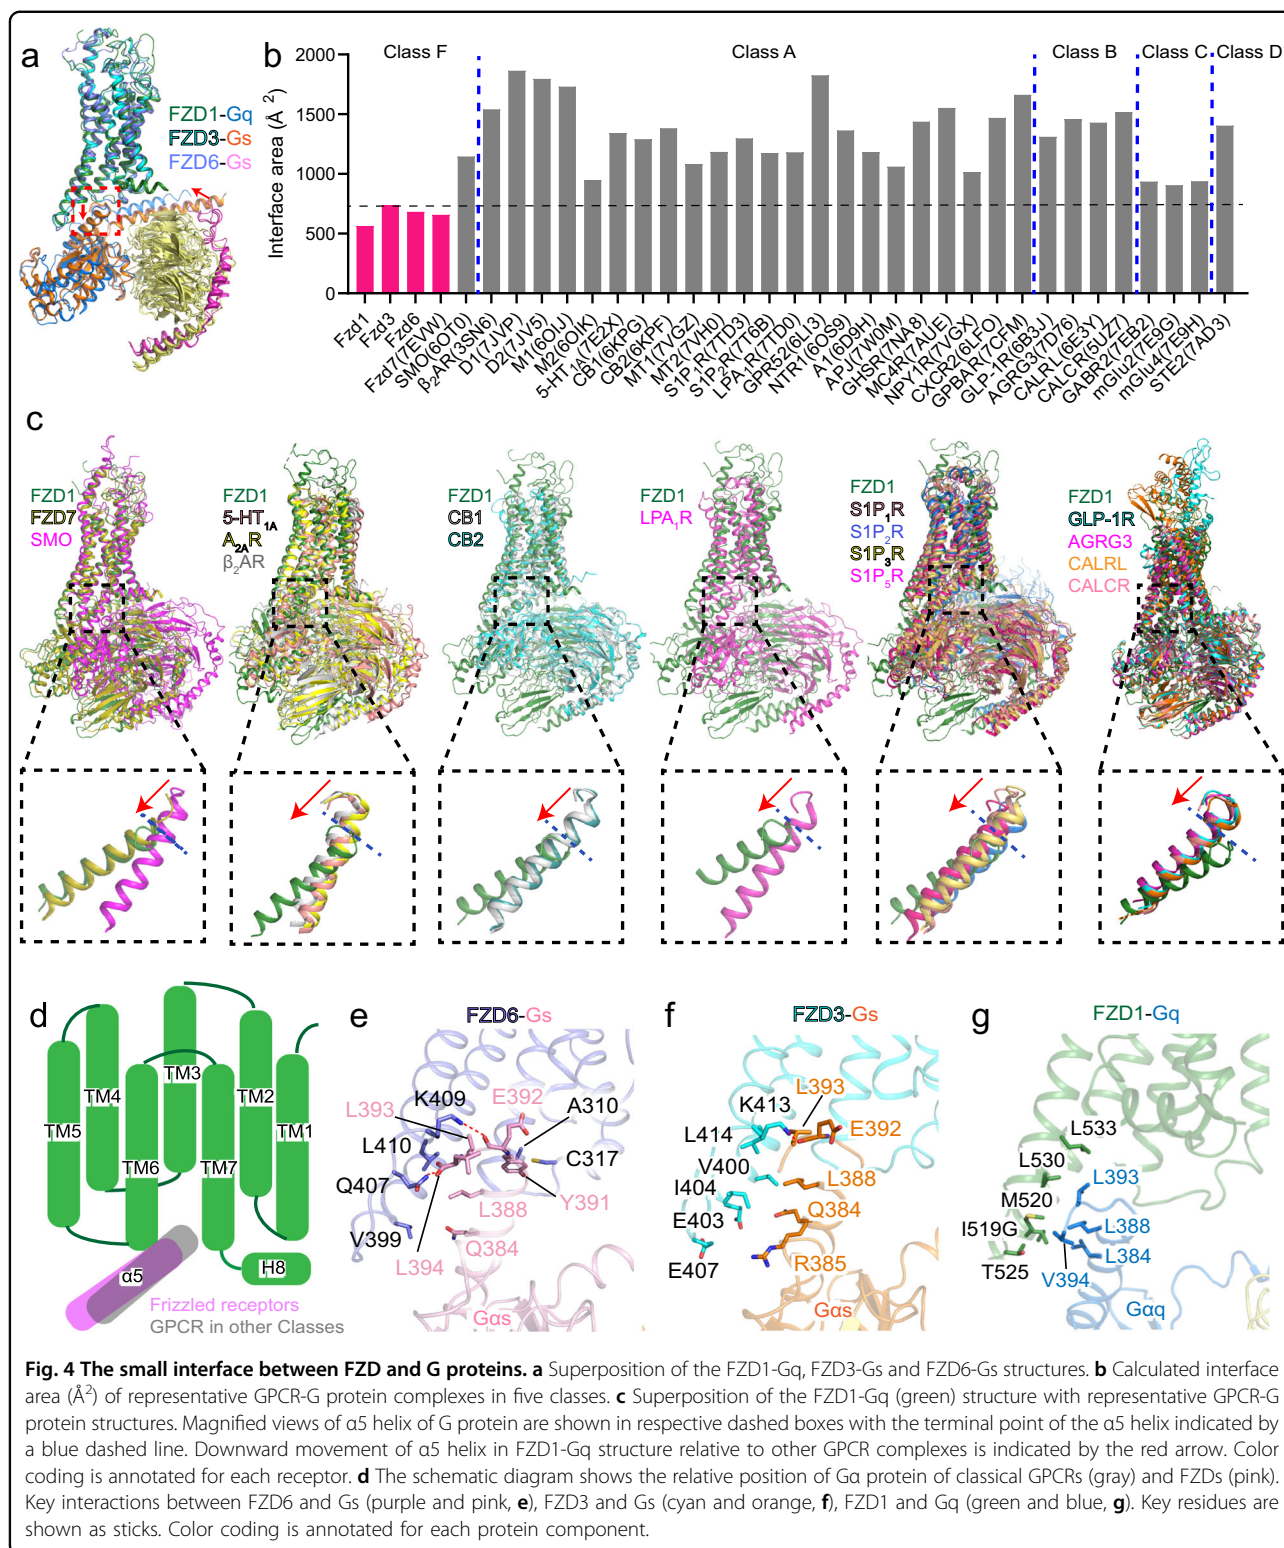 a
FZD1-Gq
FZD3-Gs
FZD6-Gs
b
Class F
Class A
Class B
Class C
Class D
Interface area (Å 2)
2000
1500
1000
500
0
Fzd1
Fzd3
Fzd6
Fzd7(7EVW)
SMO(6OT0)
β2AR(3SN6)
D1(7JVP)
D2(7JV5)
M1(6OIJ)
M2(6OIK)
5-HT1A(7E2X)
CB1(6KPG)
CB2(6KPF)
MT1(7VGZ)
MT2(7VH0)
S1P1R(7TD3)
S1P2R(7T6B)
LPA1R(7TD0)
GPR52(6LI3)
NTR1(6OS9)
A1(6D9H)
APJ(7W0M)
GHSR(7NA8)
MC4R(7AUE)
NPY1R(7VGX)
CXCR2(6LFO)
GPBAR(7CFM)
GLP-1R(6B3J)
AGRG3(7D76)
CALRL(6E3Y)
CALCR(6UZ7)
GABR2(7EB2)
mGlu2(7E9G)
mGlu4(7E9H)
STE2(7AD3)
c
FZD1
FZD7
SMO
FZD1
5-HT1A
A2AR
β2AR
FZD1
CB1
CB2
FZD1
LPA1R
FZD1
S1P1R
S1P2R
S1P3R
S1P5R
FZD1
GLP-1R
AGRG3
CALRL
CALCR
d
TM5
TM4
TM3
TM6
TM7
TM2
TM1
α5
H8
Frizzled receptors
GPCR in other Classes
e
FZD6-Gs
K409
E392
L393
A310
L410
C317
Q407
Y391
L388
V399
Q384
L394
Gαs
f
FZD3-Gs
K413
L393
L414
E392
V400
L388
I404
Q384
E403
E407
R385
Gαs
g
FZD1-Gq
L533
L530
L393
M520
L388
I519G
L384
T525
V394
Gαq
Fig. 4 The small interface between FZD and G proteins. a Superposition of the FZD1-Gq, FZD3-Gs and FZD6-Gs structures. b Calculated interface
area (Å2) of representative GPCR-G protein complexes in five classes. c Superposition of the FZD1-Gq (green) structure with representative GPCR-G
protein structures. Magnified views of α5 helix of G protein are shown in respective dashed boxes with the terminal point of the α5 helix indicated by
a blue dashed line. Downward movement of α5 helix in FZD1-Gq structure relative to other GPCR complexes is indicated by the red arrow. Color
coding is annotated for each receptor. d The schematic diagram shows the relative position of Gα protein of classical GPCRs (gray) and FZDs (pink).
Key interactions between FZD6 and Gs (purple and pink, e), FZD3 and Gs (cyan and orange, f), FZD1 and Gq (green and blue, g). Key residues are
shown as sticks. Color coding is annotated for each protein component.